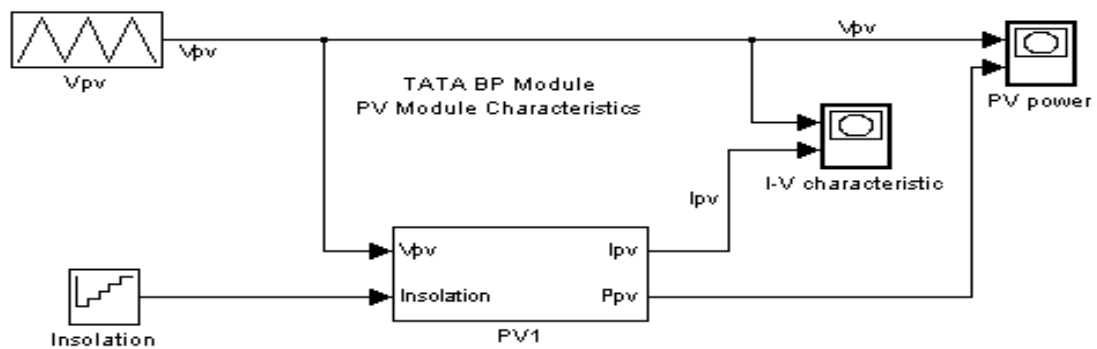 Vpv
Vpv
Vpv
PV power
TATA BP Module
PV Module Characteristics
I-V characteristic
Ipv
Vpv
Ipv
Insolation
Ppv
PV1
Insolation